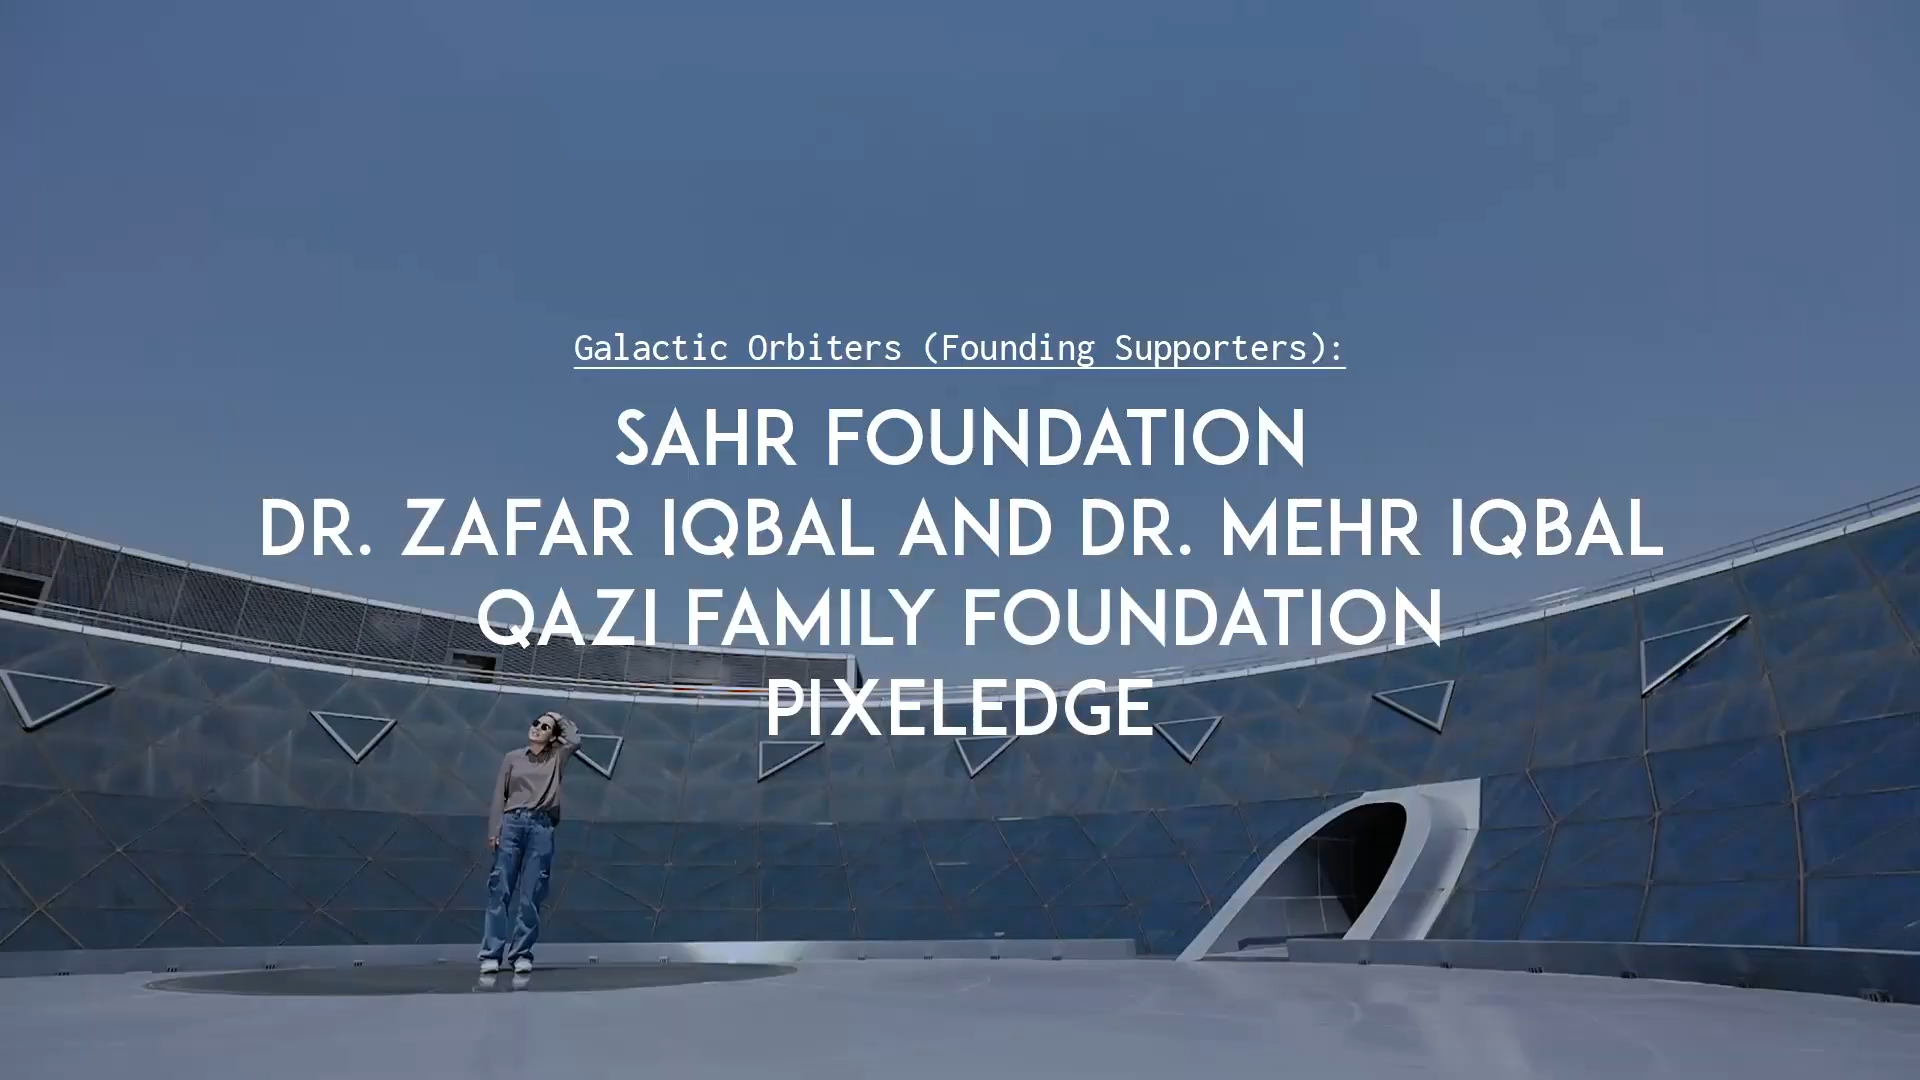 Galactic Orbiters (Founding Supporters):
SAHR FOUNDATION
DR. ZAFAR IQBAL AND DR. MEHR IQBAL
QAZI FAMILY FOUNDATION
PIXELEDGE